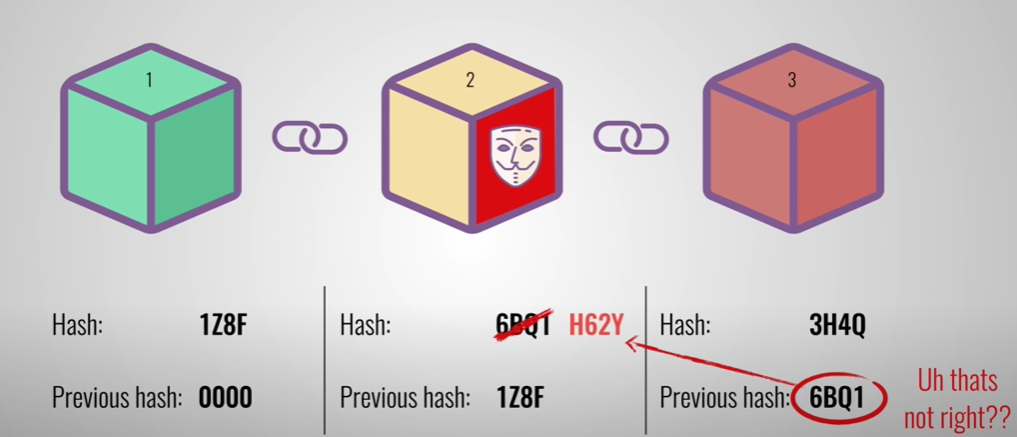 1
2
3
Hash: 1Z8F
Previous hash: 0000
Hash: 6BQ1 H62Y
Previous hash: 1Z8F
Hash: 3H4Q
Previous hash: 6BQ1
Uh thats
not right??